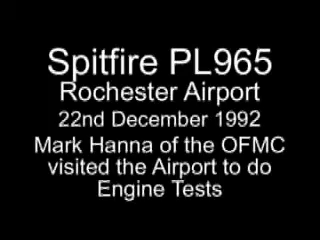 Spitfire PL965
Rochester Airport
22nd December 1992
Mark Hanna of the OFMC
visited the Airport to do
Engine Tests